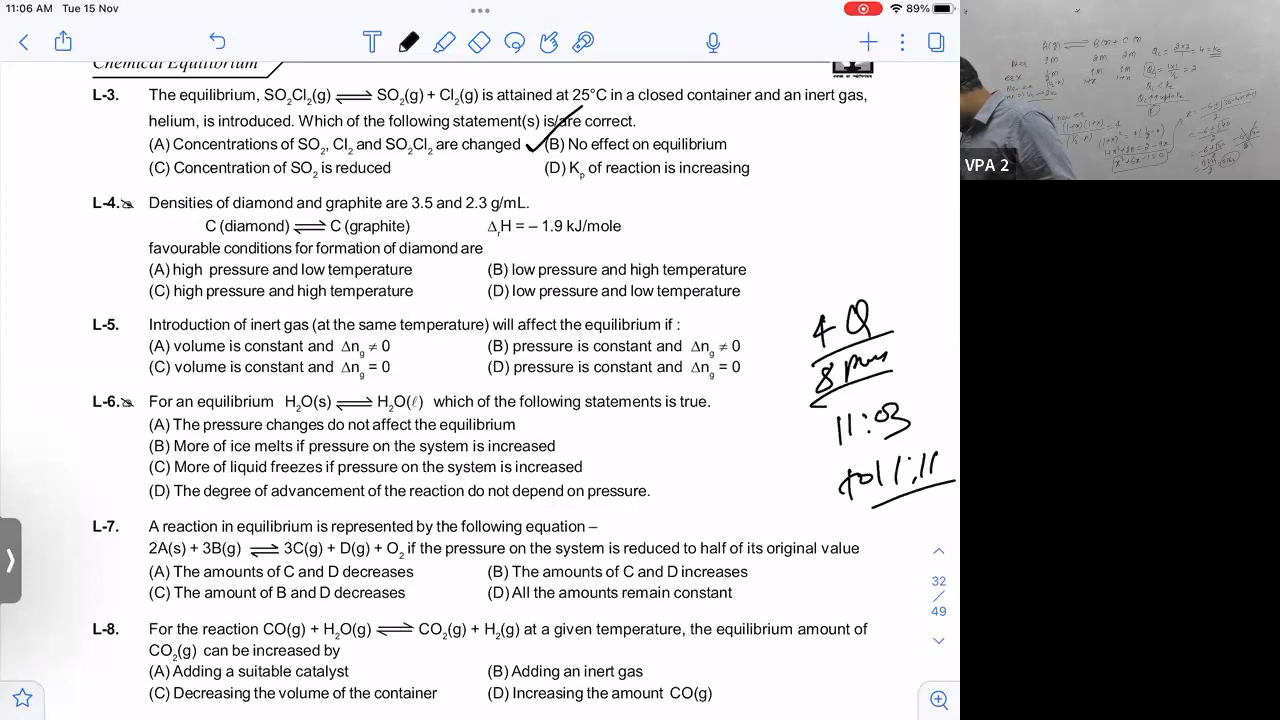 11:06 AM Tue 15 Nov
89%
Chemical Equilibrium
L-3. The equilibrium, SO₂Cl₂(g) ⇌ SO₂(g) + Cl₂(g) is attained at 25°C in a closed container and an inert gas,
helium, is introduced. Which of the following statement(s) is/are correct.
(A) Concentrations of SO₂, Cl₂ and SO₂Cl₂ are changed (B) No effect on equilibrium
(C) Concentration of SO₂ is reduced (D) Kₚ of reaction is increasing
L-4. Densities of diamond and graphite are 3.5 and 2.3 g/mL.
C (diamond) ⇌ C (graphite) ΔᵣH = – 1.9 kJ/mole
favourable conditions for formation of diamond are
(A) high pressure and low temperature (B) low pressure and high temperature
(C) high pressure and high temperature (D) low pressure and low temperature
L-5. Introduction of inert gas (at the same temperature) will affect the equilibrium if :
(A) volume is constant and Δn_g ≠ 0 (B) pressure is constant and Δn_g ≠ 0
(C) volume is constant and Δn_g = 0 (D) pressure is constant and Δn_g = 0
L-6. For an equilibrium H₂O(s) ⇌ H₂O(ℓ) which of the following statements is true.
(A) The pressure changes do not affect the equilibrium
(B) More of ice melts if pressure on the system is increased
(C) More of liquid freezes if pressure on the system is increased
(D) The degree of advancement of the reaction do not depend on pressure.
L-7. A reaction in equilibrium is represented by the following equation –
2A(s) + 3B(g) ⇌ 3C(g) + D(g) + O₂ if the pressure on the system is reduced to half of its original value
(A) The amounts of C and D decreases (B) The amounts of C and D increases
(C) The amount of B and D decreases (D) All the amounts remain constant
L-8. For the reaction CO(g) + H₂O(g) ⇌ CO₂(g) + H₂(g) at a given temperature, the equilibrium amount of
CO₂(g) can be increased by
(A) Adding a suitable catalyst (B) Adding an inert gas
(C) Decreasing the volume of the container (D) Increasing the amount CO(g)
4 Q
8
11:03
11:11
32
/
49
VPA 2